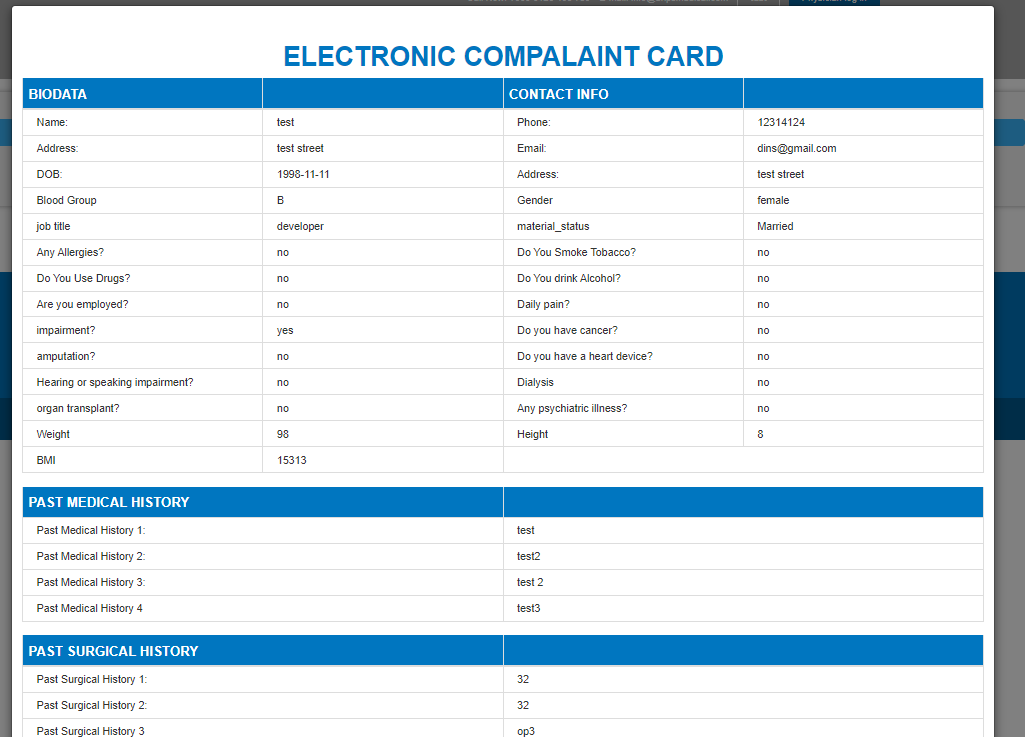 ELECTRONIC COMPALAINT CARD
BIODATA CONTACT INFO
Name: test Phone: 12314124
Address: test street Email: dins@gmail.com
DOB: 1998-11-11 Address: test street
Blood Group B Gender female
job title developer material_status Married
Any Allergies? no Do You Smoke Tobacco? no
Do You Use Drugs? no Do You drink Alcohol? no
Are you employed? no Daily pain? no
impairment? yes Do you have cancer? no
amputation? no Do you have a heart device? no
Hearing or speaking impairment? no Dialysis no
organ transplant? no Any psychiatric illness? no
Weight 98 Height 8
BMI 15313
PAST MEDICAL HISTORY
Past Medical History 1: test
Past Medical History 2: test2
Past Medical History 3: test 2
Past Medical History 4 test3
PAST SURGICAL HISTORY
Past Surgical History 1: 32
Past Surgical History 2: 32
Past Surgical History 3 op3